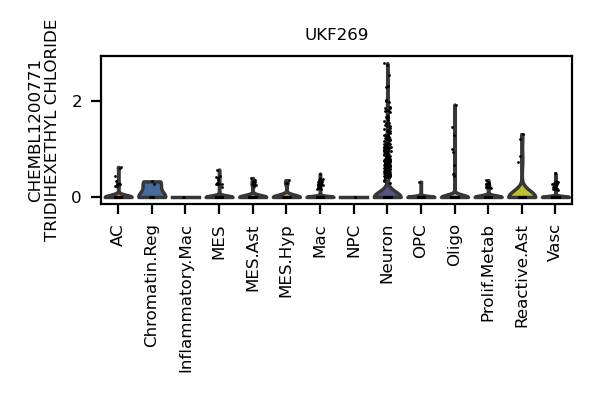 UKF269
CHEMBL1200771
TRIDIHEXETHYL CHLORIDE
2
0
AC
Chromatin.Reg
Inflammatory.Mac
MES
MES.Ast
MES.Hyp
Mac
NPC
Neuron
OPC
Oligo
Prolif.Metab
Reactive.Ast
Vasc